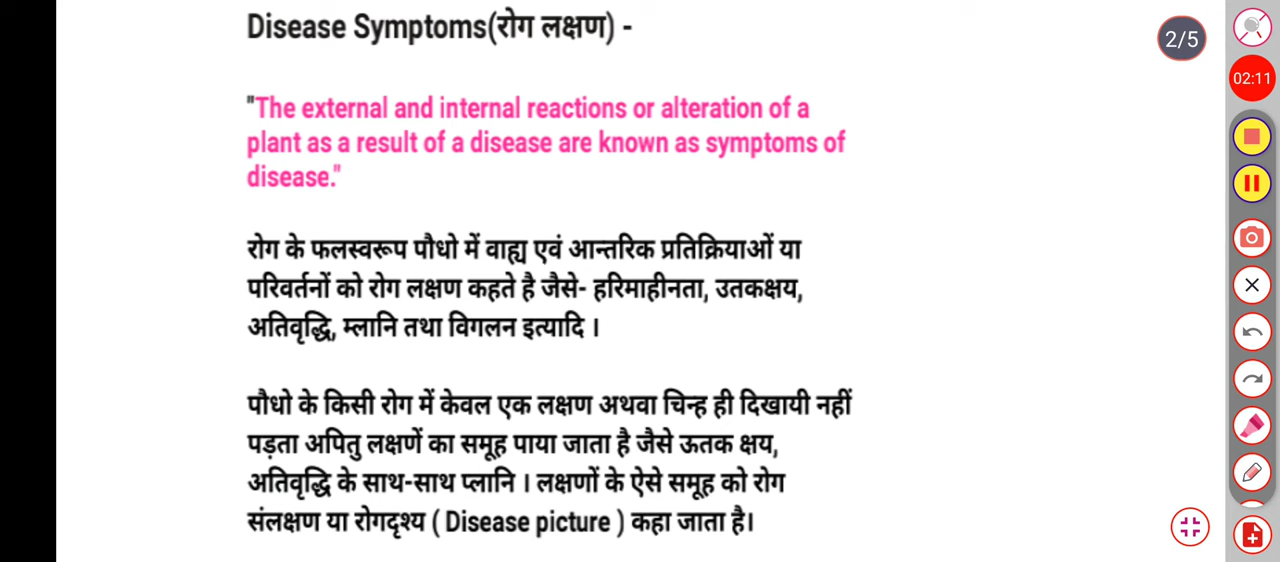 Disease Symptoms(रोग लक्षण) -
2/5
02:11
"The external and internal reactions or alteration of a
plant as a result of a disease are known as symptoms of
disease."
रोग के फलस्वरूप पौधो में वाह्य एवं आन्तरिक प्रतिक्रियाओं या
परिवर्तनों को रोग लक्षण कहते है जैसे- हरिमाहीनता, उतकक्षय,
अतिवृद्धि, म्लानि तथा विगलन इत्यादि ।
पौधो के किसी रोग में केवल एक लक्षण अथवा चिन्ह ही दिखायी नहीं
पड़ता अपितु लक्षणें का समूह पाया जाता है जैसे ऊतक क्षय,
अतिवृद्धि के साथ-साथ प्लानि । लक्षणों के ऐसे समूह को रोग
संलक्षण या रोगदृश्य ( Disease picture ) कहा जाता है।